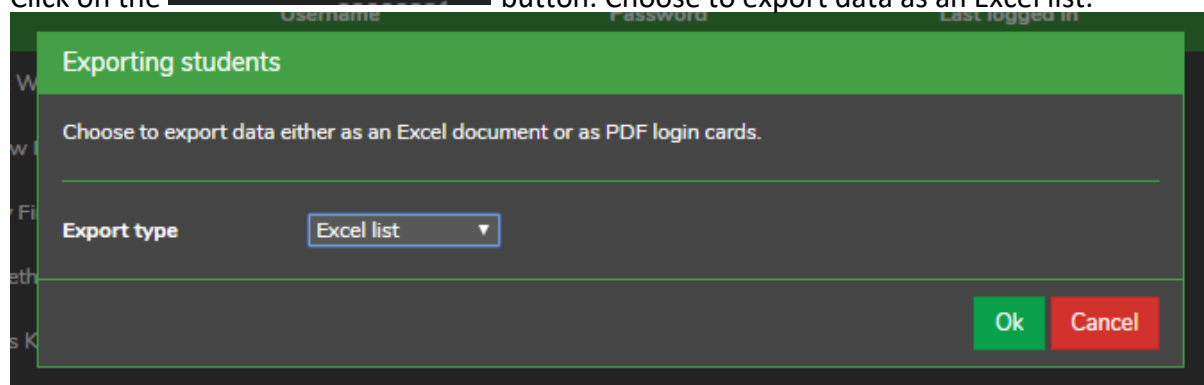 Click on the button. Choose to export data as an Excel list.
Username Password Last logged in
Exporting students
Choose to export data either as an Excel document or as PDF login cards.
Export type Excel list
Ok Cancel